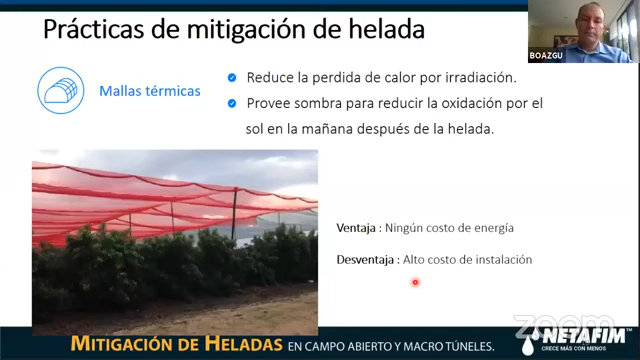 Prácticas de mitigación de helada
BOAZGU
Mallas térmicas
Reduce la perdida de calor por irradiación.
Provee sombra para reducir la oxidación por el
sol en la mañana después de la helada.
Ventaja : Ningún costo de energía
Desventaja : Alto costo de instalación
zoom
MITIGACIÓN DE HELADAS EN CAMPO ABIERTO Y MACRO TÚNELES.
NETAFIM
CRECE MÁS CON MENOS